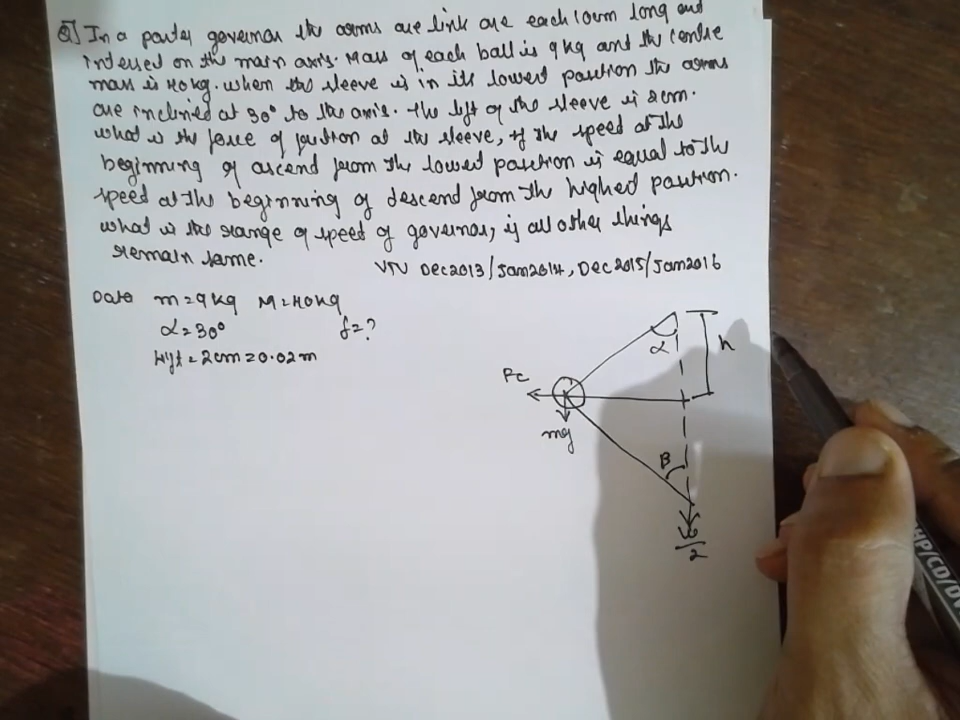 Q] In a porter governor the arms are link are each 10cm long and
intersed on the main axis. Mass of each ball is 9kg and the centre
mass is 40kg. when the sleeve is in its lowest position the arms
are inclined at 30° to the axis. The lift of the sleeve is 2cm.
what is the force of friction at the sleeve, if the speed at the
beginning of ascend from the lowest position is equal to the
speed at the beginning of descend from the highest position.
what is the range of speed of governor, if all other things
remain same.
VTU Dec2013/Jan2014, Dec2015/Jan2016
Data m=9kg M=40kg
α=30° f=?
lift=2cm=0.02m
α
h
Fc
mg
β
w/2
HP/CD/DV